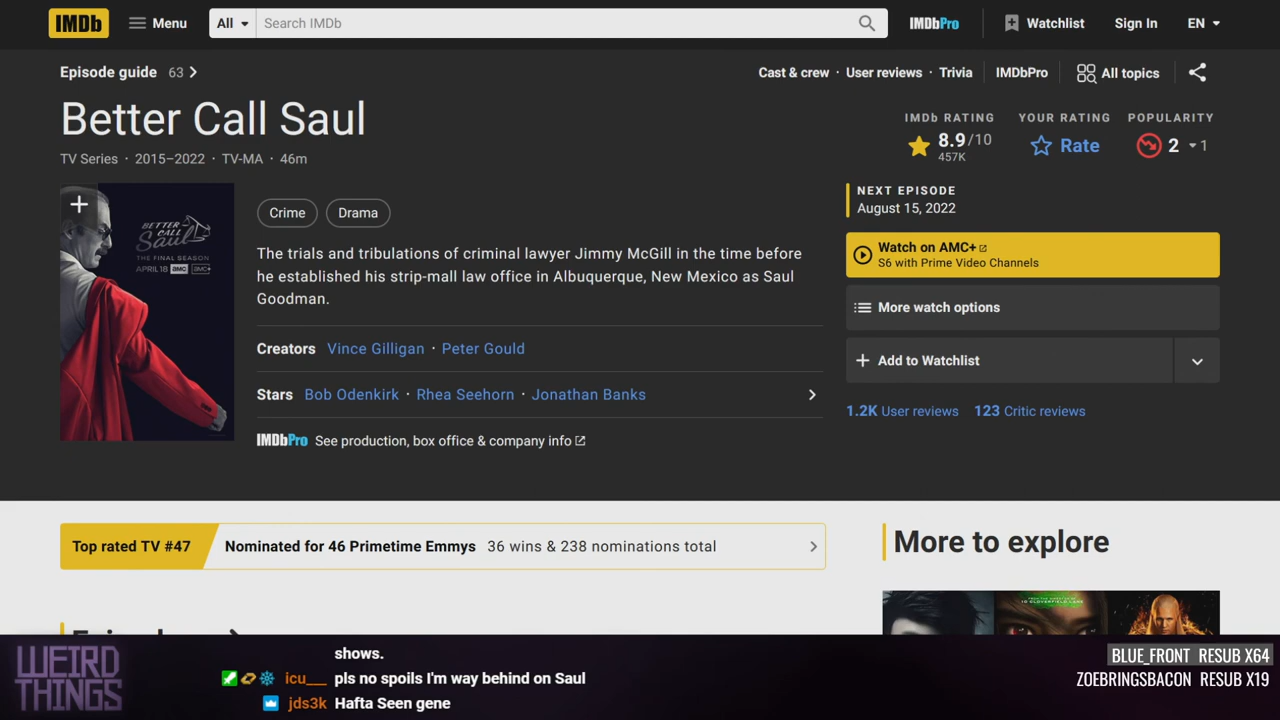 IMDb
Menu
All
Search IMDb
IMDbPro
Watchlist
Sign In
EN
Episode guide 63
Cast & crew · User reviews · Trivia
IMDbPro
All topics
Better Call Saul
TV Series · 2015–2022 · TV-MA · 46m
IMDb RATING
8.9/10
457K
YOUR RATING
Rate
POPULARITY
2 1
BETTER
CALL
Saul
THE FINAL SEASON
APRIL 18 amc amc+
Crime
Drama
The trials and tribulations of criminal lawyer Jimmy McGill in the time before
he established his strip-mall law office in Albuquerque, New Mexico as Saul
Goodman.
Creators Vince Gilligan · Peter Gould
Stars Bob Odenkirk · Rhea Seehorn · Jonathan Banks
IMDbPro See production, box office & company info
NEXT EPISODE
August 15, 2022
Watch on AMC+
S6 with Prime Video Channels
More watch options
Add to Watchlist
1.2K User reviews 123 Critic reviews
Top rated TV #47
Nominated for 46 Primetime Emmys 36 wins & 238 nominations total
More to explore
WEIRD
THINGS
shows.
icu___ pls no spoils I'm way behind on Saul
jds3k Hafta Seen gene
BLUE_FRONT RESUB X64
ZOEBRINGSBACON RESUB X19